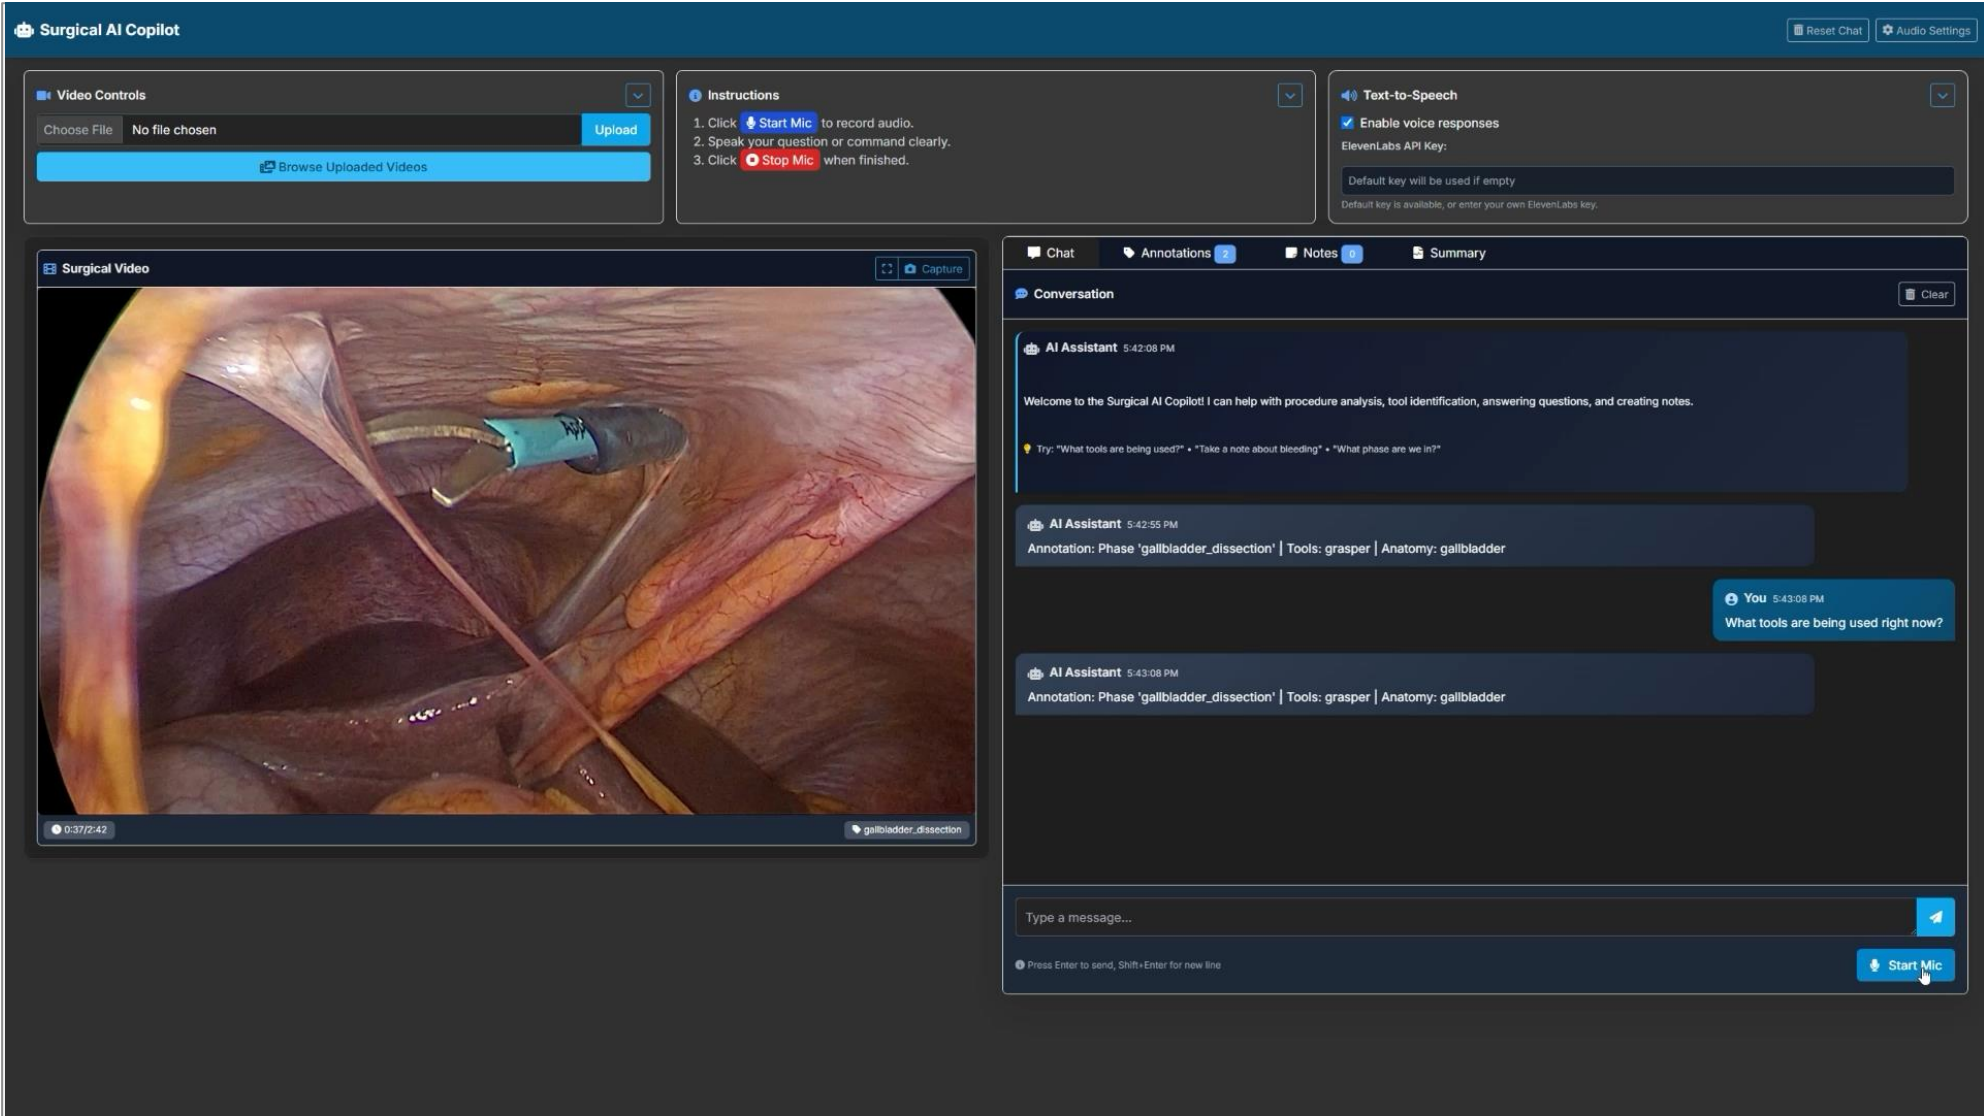 Surgical AI Copilot
Reset Chat
Audio Settings
Video Controls
Choose File No file chosen
Upload
Browse Uploaded Videos
Instructions
1. Click Start Mic to record audio.
2. Speak your question or command clearly.
3. Click Stop Mic when finished.
Text-to-Speech
Enable voice responses
ElevenLabs API Key:
Default key will be used if empty
Default key is available, or enter your own ElevenLabs key.
Surgical Video
Capture
App
0:37/2:42
gallbladder_dissection
Chat
Annotations 2
Notes 0
Summary
Conversation
Clear
AI Assistant 5:42:08 PM
Welcome to the Surgical AI Copilot! I can help with procedure analysis, tool identification, answering questions, and creating notes.
Try: "What tools are being used?" • "Take a note about bleeding" • "What phase are we in?"
AI Assistant 5:42:55 PM
Annotation: Phase 'gallbladder_dissection' | Tools: grasper | Anatomy: gallbladder
You 5:43:08 PM
What tools are being used right now?
AI Assistant 5:43:08 PM
Annotation: Phase 'gallbladder_dissection' | Tools: grasper | Anatomy: gallbladder
Type a message...
Press Enter to send, Shift+Enter for new line
Start Mic